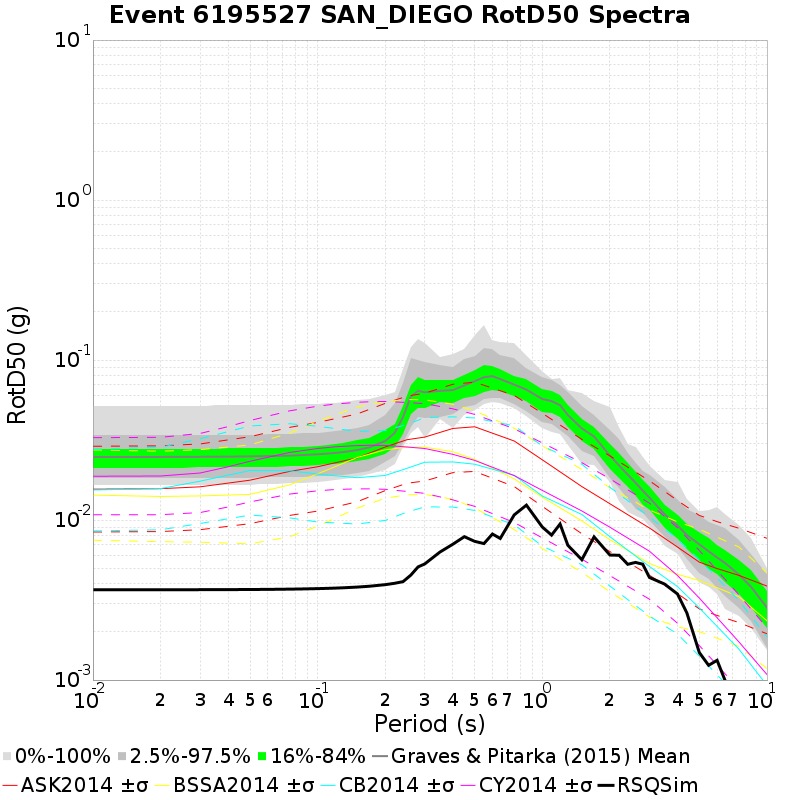 Event 6195527 SAN_DIEGO RotD50 Spectra
10^1
10^0
10^-1
10^-2
10^-3
RotD50 (g)
10^-2 2 3 4 5 6 10^-1 2 3 4 5 6 7 10^0 2 3 4 5 6 7 10^1
Period (s)
0%-100% 2.5%-97.5% 16%-84% Graves & Pitarka (2015) Mean
ASK2014 ±σ BSSA2014 ±σ CB2014 ±σ CY2014 ±σ RSQSim